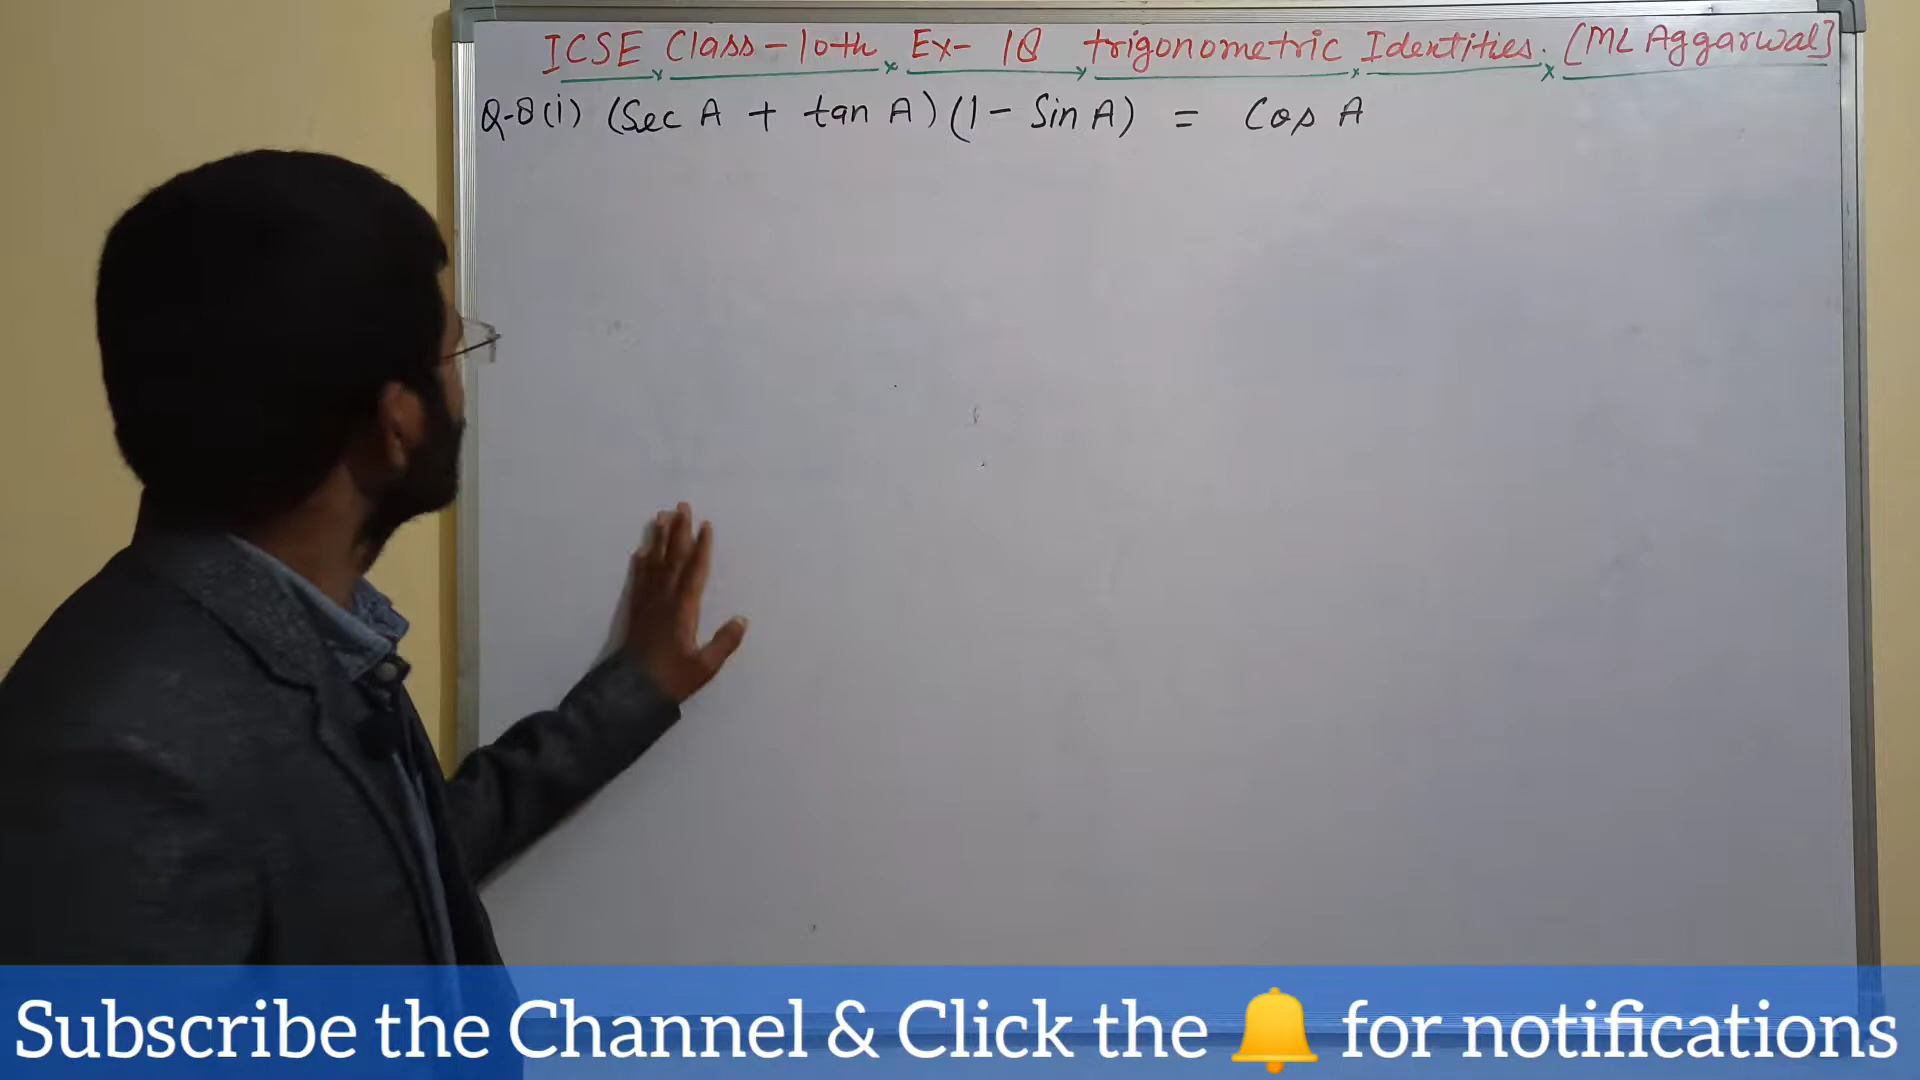 ICSE Class-10th Ex- 18 trigonometric Identities. [ML Aggarwal]
Q-8(i) (Sec A + tan A) (1 - Sin A) = Cos A
Subscribe the Channel & Click the 🔔 for notifications